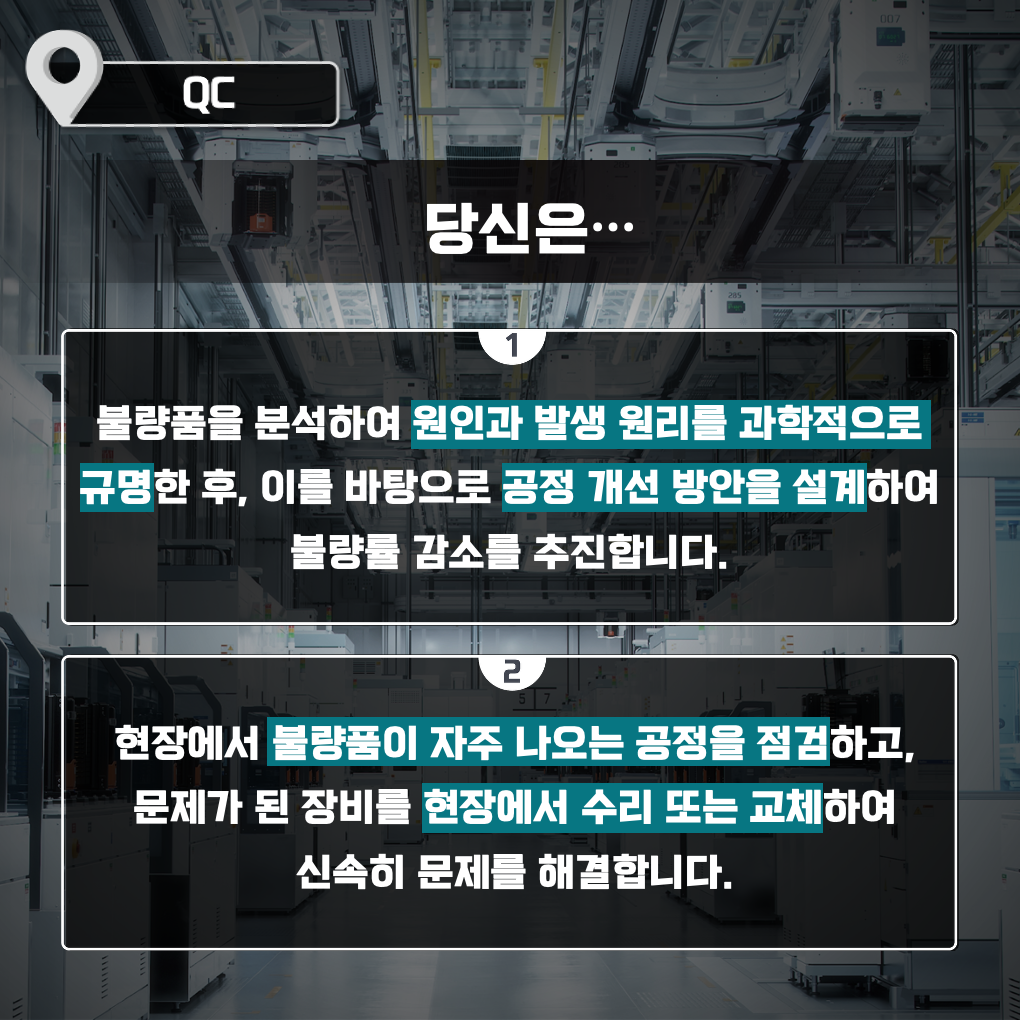 QC
당신은…
1
불량품을 분석하여 원인과 발생 원리를 과학적으로
규명한 후, 이를 바탕으로 공정 개선 방안을 설계하여
불량률 감소를 추진합니다.
2
현장에서 불량품이 자주 나오는 공정을 점검하고,
문제가 된 장비를 현장에서 수리 또는 교체하여
신속히 문제를 해결합니다.
007
285
5 7